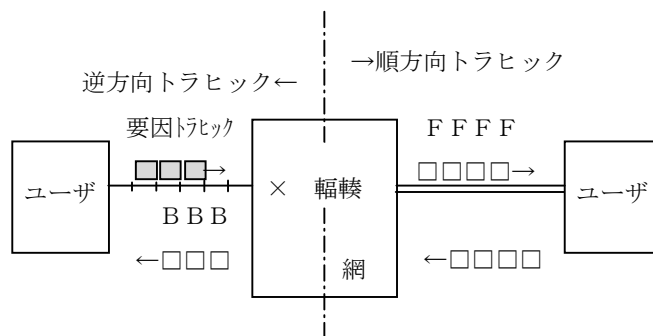 →順方向トラヒック
逆方向トラヒック←
要因ﾄﾗﾋｯｸ
F F F F
□□□□→
→
ユーザ
× 輻輳
ユーザ
B B B
←□□□
網
←□□□□